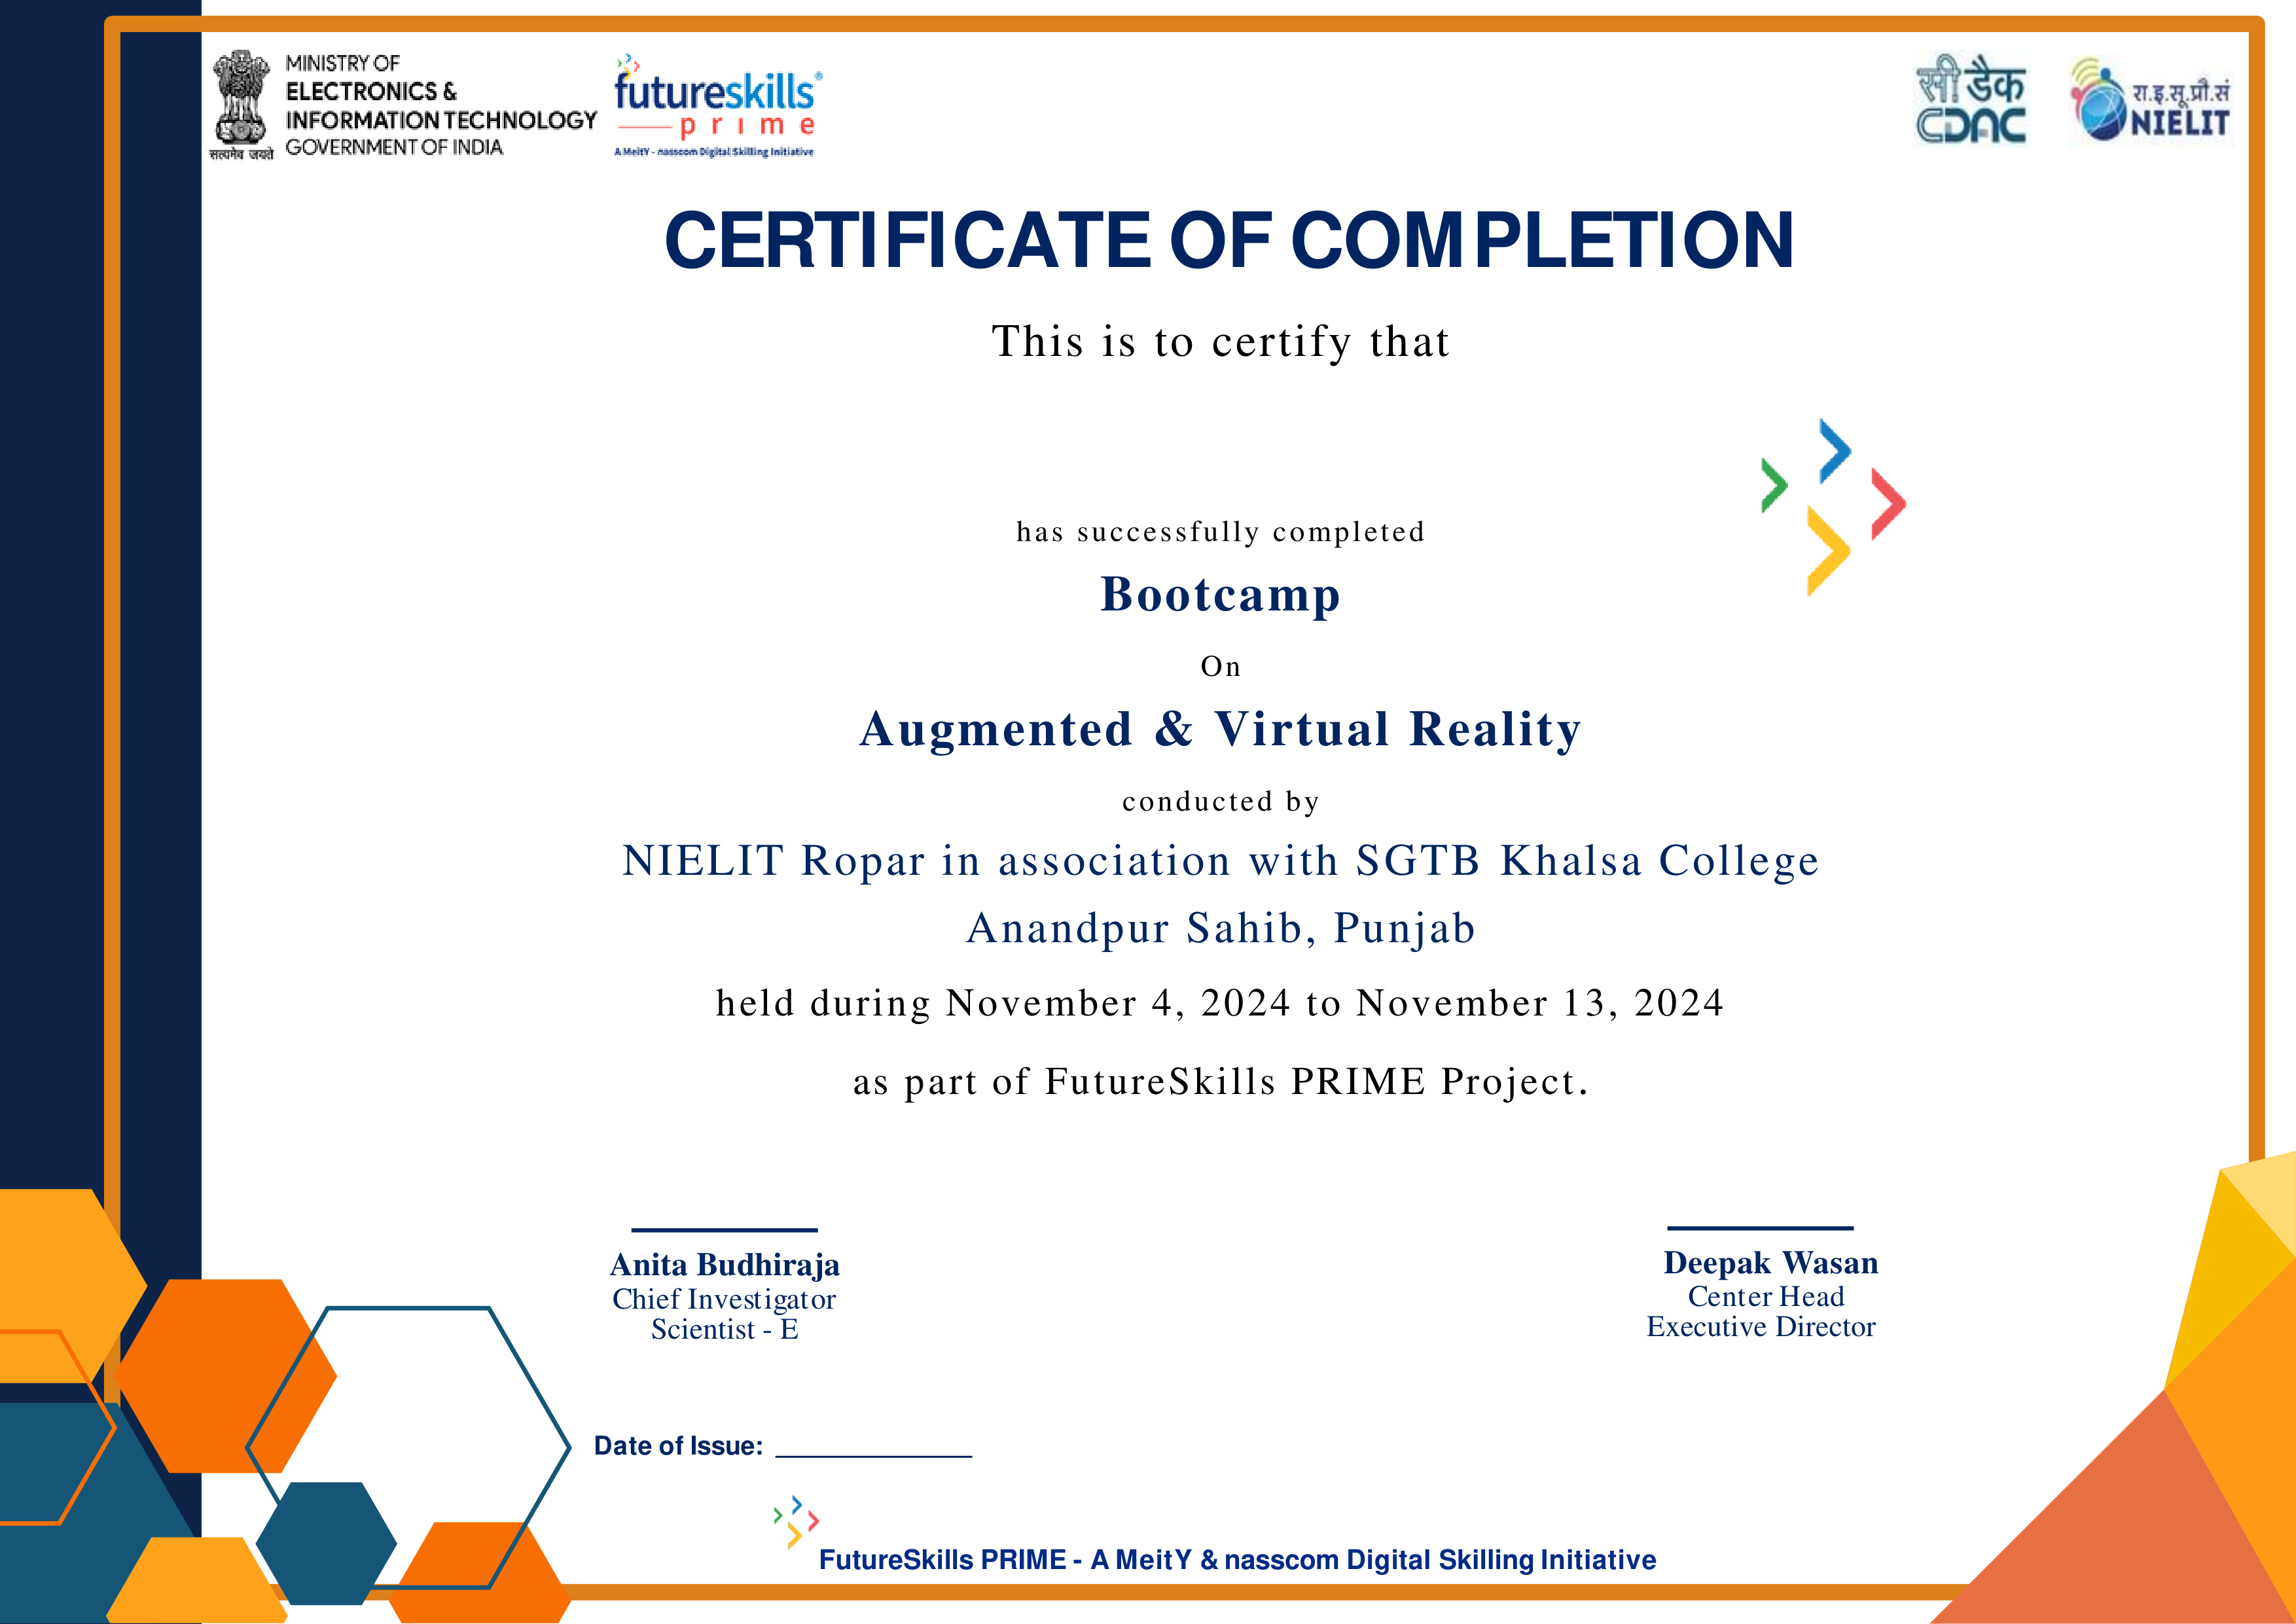 MINISTRY OF
ELECTRONICS &
INFORMATION TECHNOLOGY
GOVERNMENT OF INDIA
सत्यमेव जयते
futureskills®
prime
A MeitY - nasscom Digital Skilling Initiative
सी डैक
CDAC
रा.इ.सू.प्रौ.सं
NIELIT
CERTIFICATE OF COMPLETION
This is to certify that
has successfully completed
Bootcamp
On
Augmented & Virtual Reality
conducted by
NIELIT Ropar in association with SGTB Khalsa College
Anandpur Sahib, Punjab
held during November 4, 2024 to November 13, 2024
as part of FutureSkills PRIME Project.
Anita Budhiraja
Chief Investigator
Scientist - E
Deepak Wasan
Center Head
Executive Director
Date of Issue: ______________
FutureSkills PRIME - A MeitY & nasscom Digital Skilling Initiative